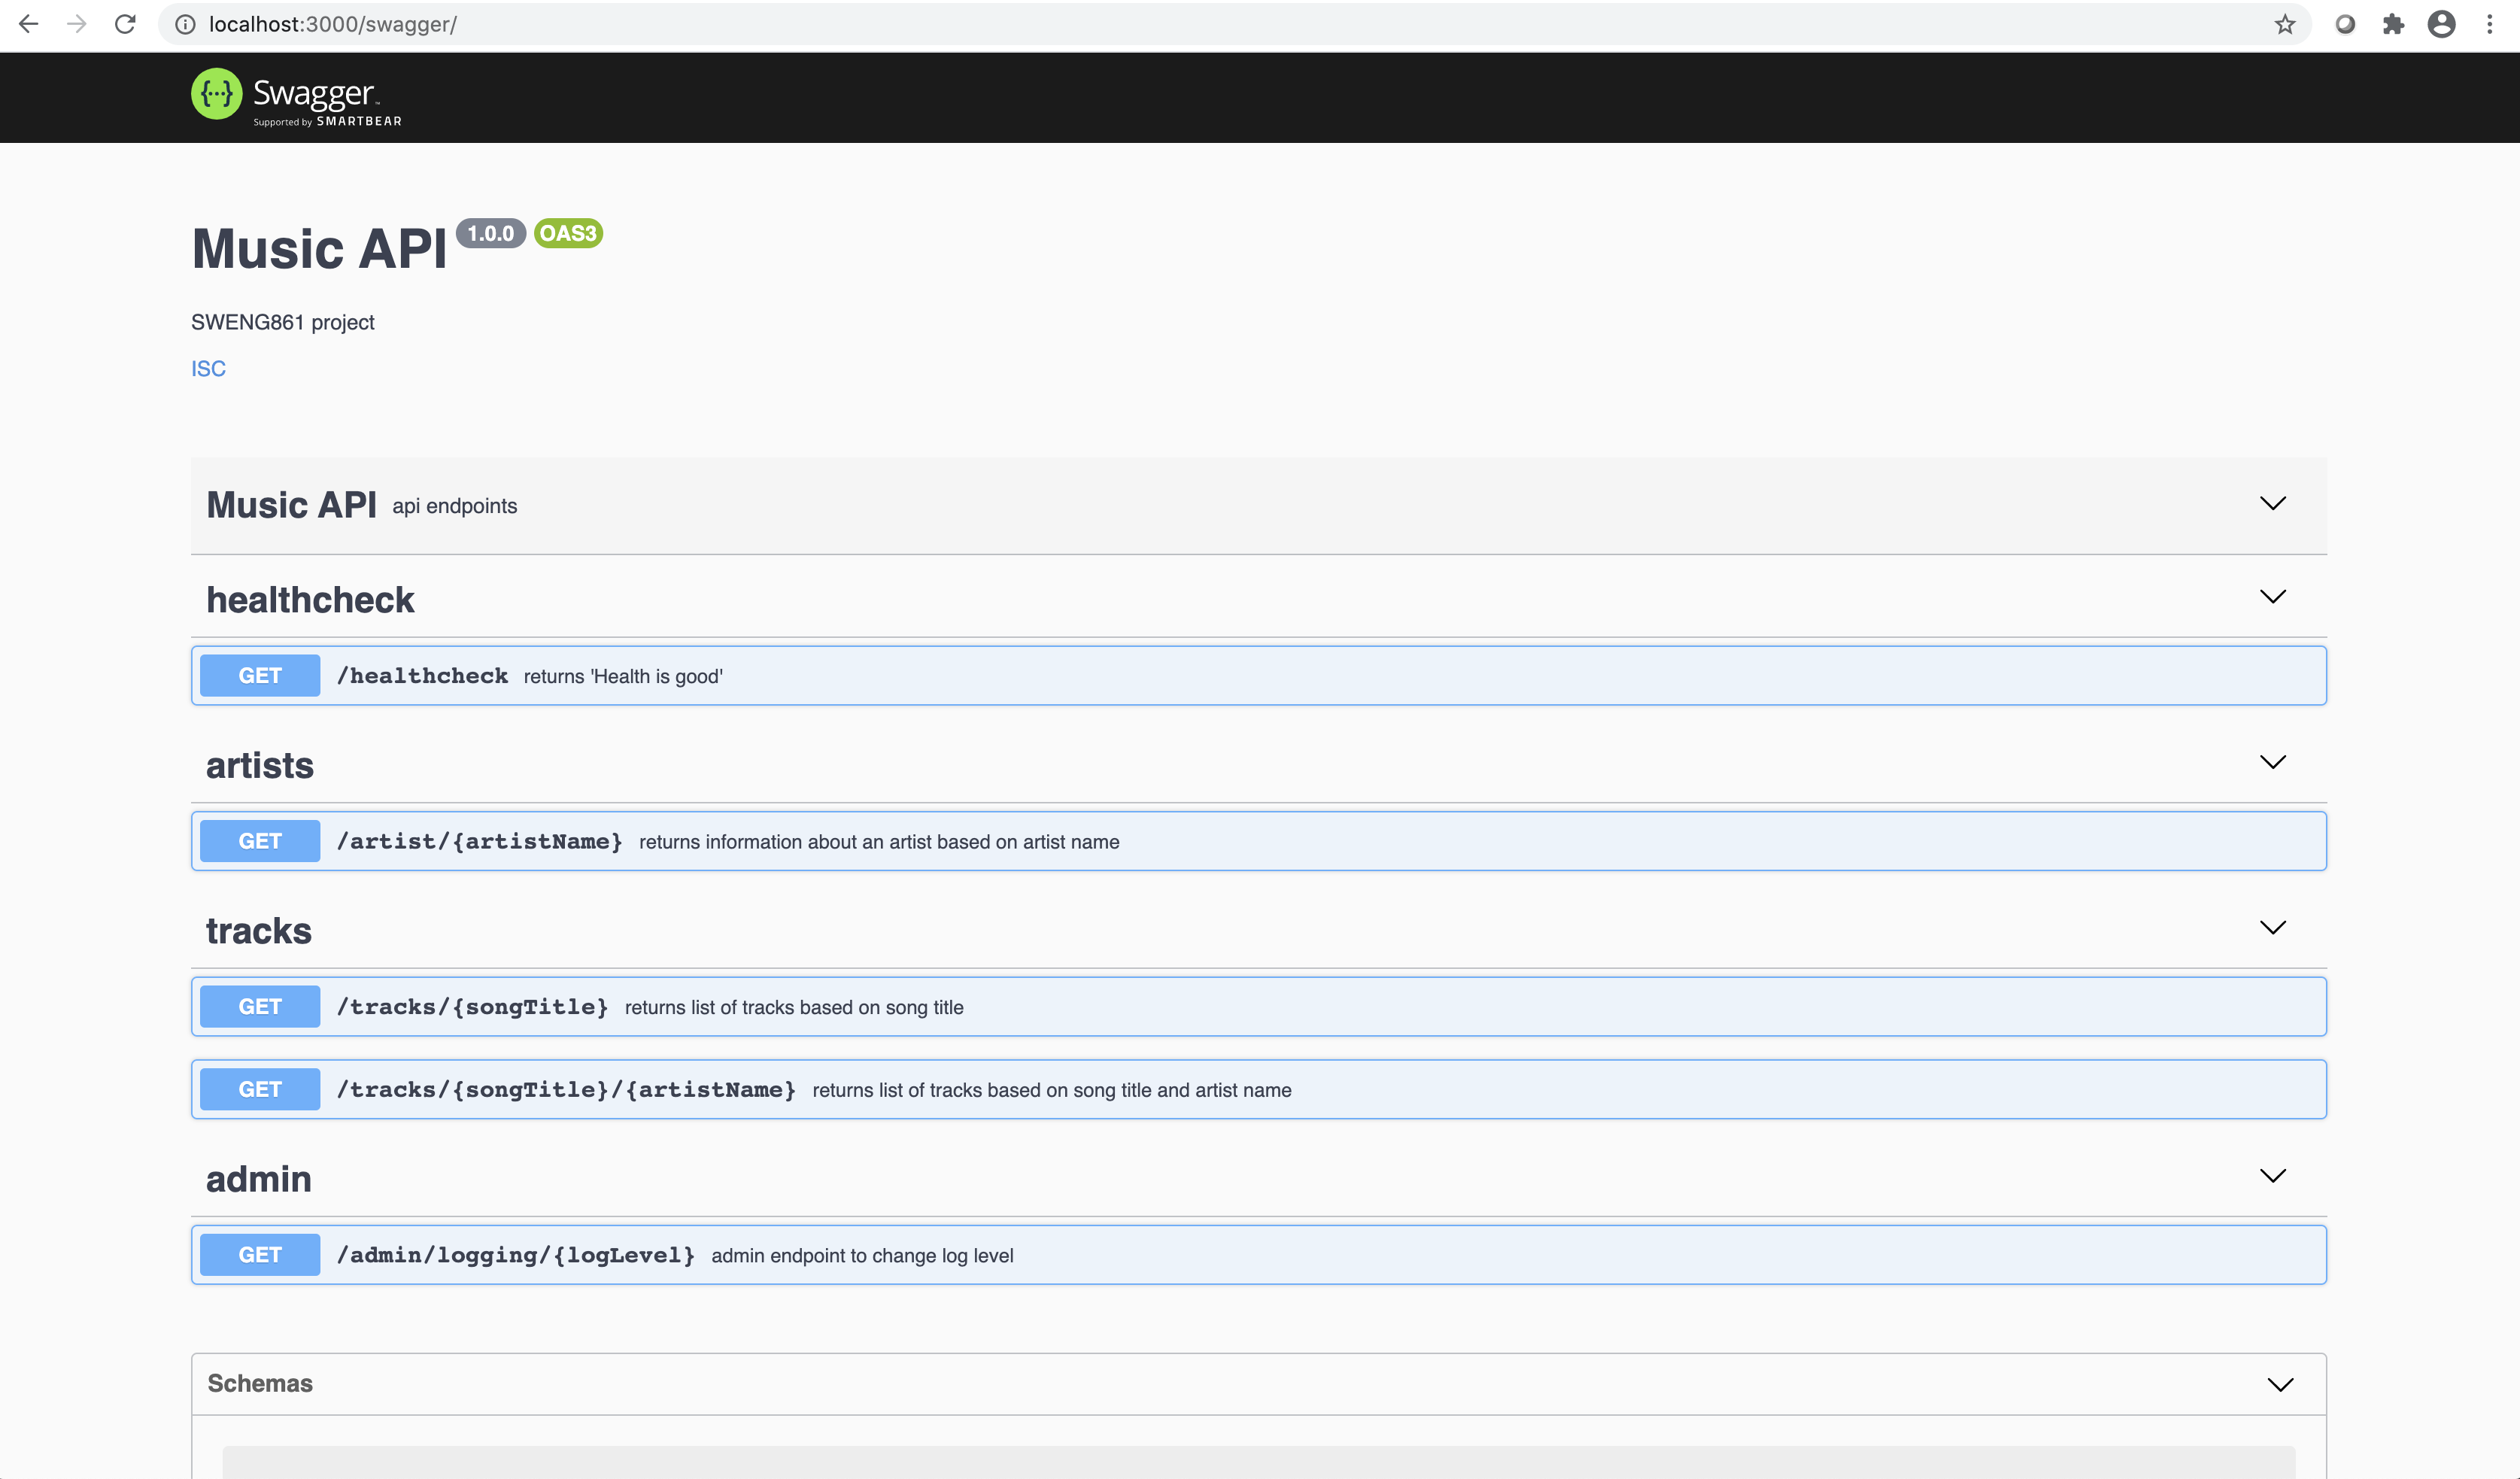 localhost:3000/swagger/
{···} Swagger™
Supported by SMARTBEAR
Music API 1.0.0 OAS3
SWENG861 project
ISC
Music API api endpoints
healthcheck
GET /healthcheck returns 'Health is good'
artists
GET /artist/{artistName} returns information about an artist based on artist name
tracks
GET /tracks/{songTitle} returns list of tracks based on song title
GET /tracks/{songTitle}/{artistName} returns list of tracks based on song title and artist name
admin
GET /admin/logging/{logLevel} admin endpoint to change log level
Schemas